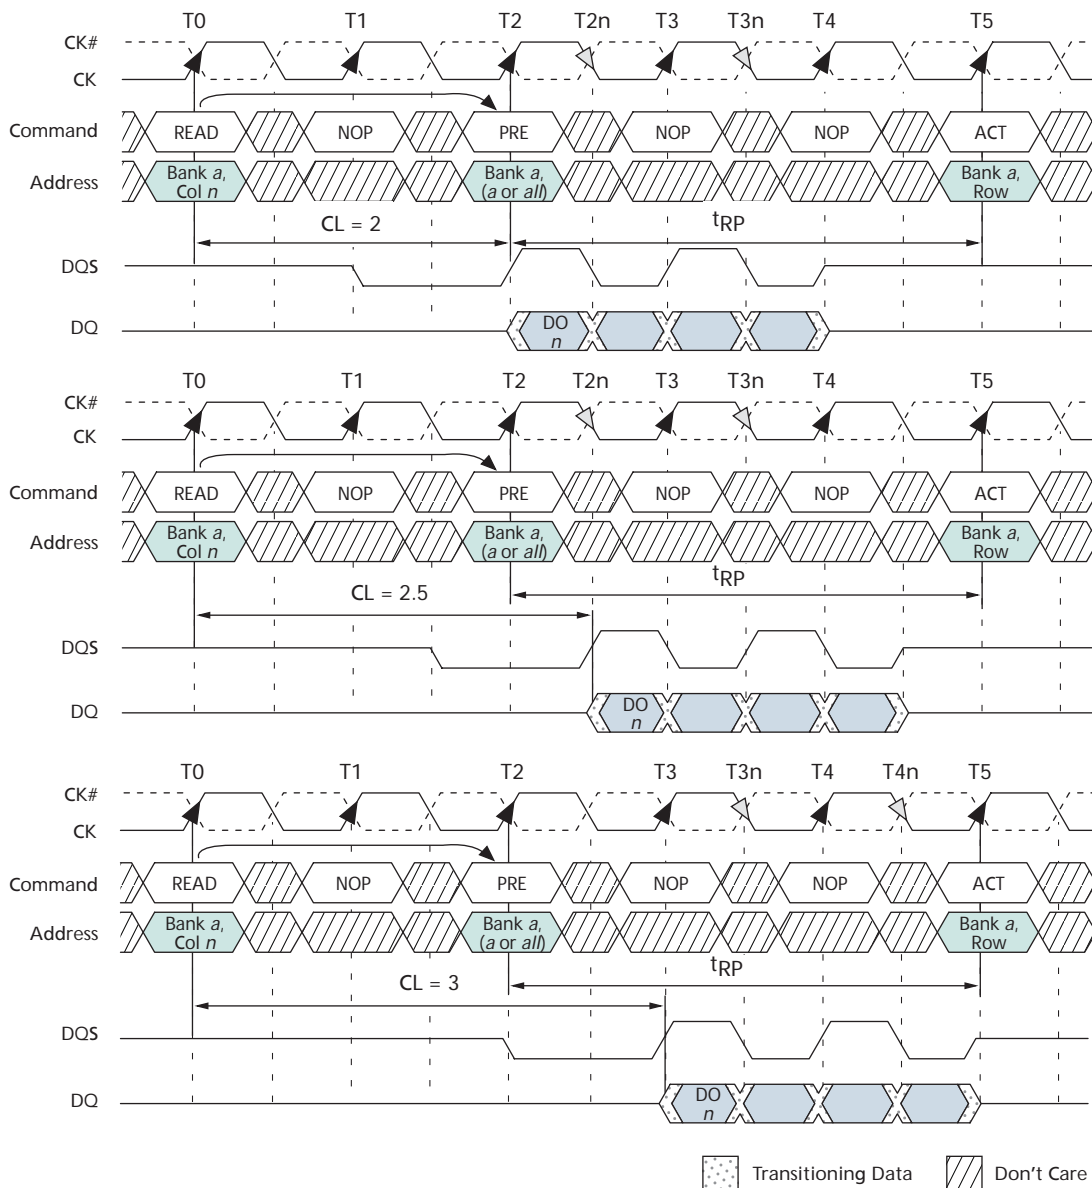 T0 T1 T2 T2n T3 T3n T4 T5
CK#
CK
Command READ NOP PRE NOP NOP ACT
Address Bank a, Col n Bank a, (a or all) Bank a, Row
CL = 2 tRP
DQS
DQ DO n
T0 T1 T2 T2n T3 T3n T4 T5
CK#
CK
Command READ NOP PRE NOP NOP ACT
Address Bank a, Col n Bank a, (a or all) Bank a, Row
tRP
CL = 2.5
DQS
DQ DO n
T0 T1 T2 T3 T3n T4 T4n T5
CK#
CK
Command READ NOP PRE NOP NOP ACT
Address Bank a, Col n Bank a, (a or all) Bank a, Row
tRP
CL = 3
DQS
DQ DO n
Transitioning Data Don't Care